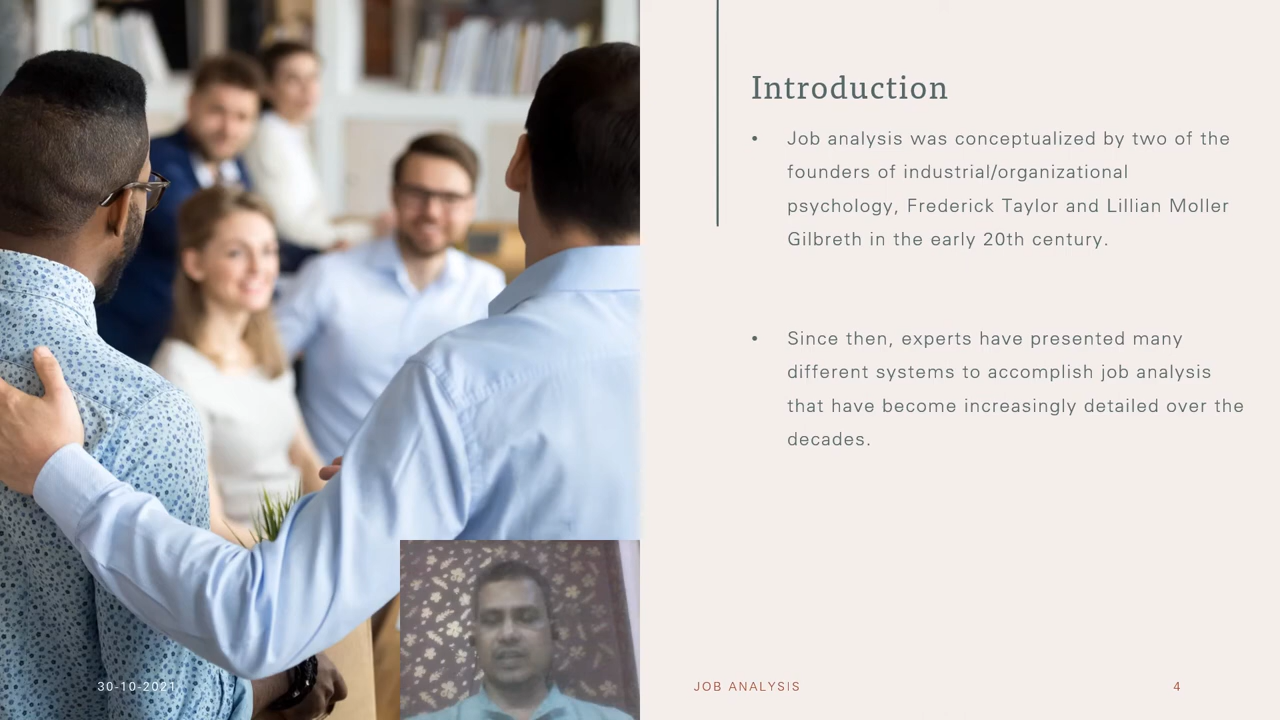 Introduction
• Job analysis was conceptualized by two of the
founders of industrial/organizational
psychology, Frederick Taylor and Lillian Moller
Gilbreth in the early 20th century.
• Since then, experts have presented many
different systems to accomplish job analysis
that have become increasingly detailed over the
decades.
30-10-2021
JOB ANALYSIS
4